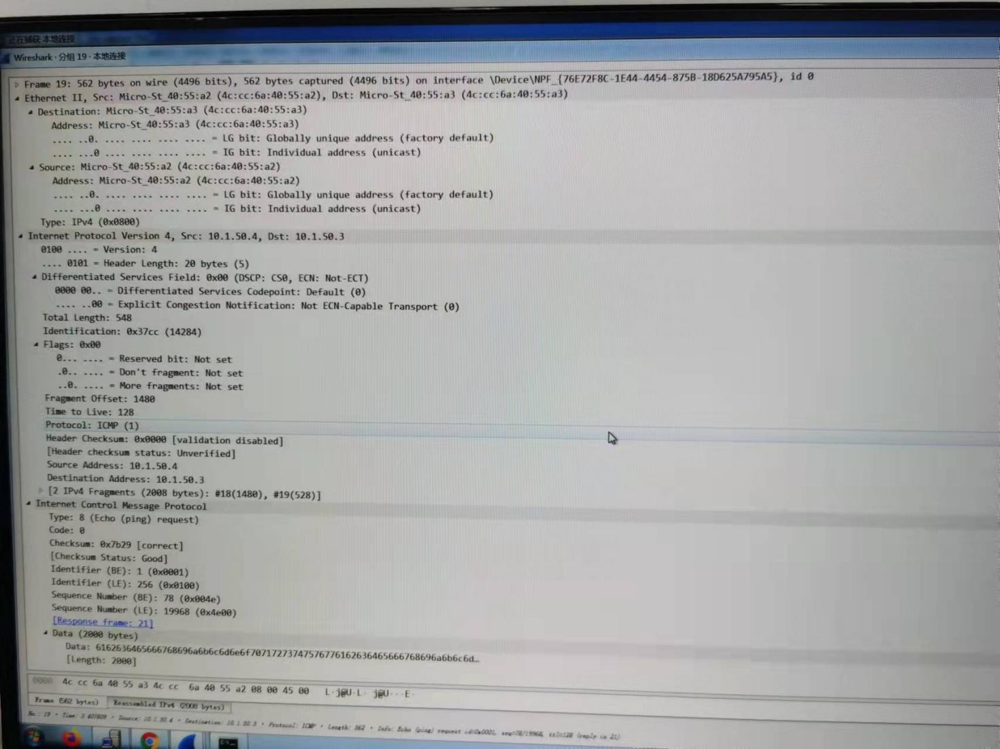 正在捕获 本地连接
Wireshark · 分组 19 · 本地连接
Frame 19: 562 bytes on wire (4496 bits), 562 bytes captured (4496 bits) on interface \Device\NPF_{76E72F8C-1E44-4454-875B-18D625A795A5}, id 0
Ethernet II, Src: Micro-St_40:55:a2 (4c:cc:6a:40:55:a2), Dst: Micro-St_40:55:a3 (4c:cc:6a:40:55:a3)
Destination: Micro-St_40:55:a3 (4c:cc:6a:40:55:a3)
Address: Micro-St_40:55:a3 (4c:cc:6a:40:55:a3)
.... ..0. .... .... .... .... = LG bit: Globally unique address (factory default)
.... ...0 .... .... .... .... = IG bit: Individual address (unicast)
Source: Micro-St_40:55:a2 (4c:cc:6a:40:55:a2)
Address: Micro-St_40:55:a2 (4c:cc:6a:40:55:a2)
.... ..0. .... .... .... .... = LG bit: Globally unique address (factory default)
.... ...0 .... .... .... .... = IG bit: Individual address (unicast)
Type: IPv4 (0x0800)
Internet Protocol Version 4, Src: 10.1.50.4, Dst: 10.1.50.3
0100 .... = Version: 4
.... 0101 = Header Length: 20 bytes (5)
Differentiated Services Field: 0x00 (DSCP: CS0, ECN: Not-ECT)
0000 00.. = Differentiated Services Codepoint: Default (0)
.... ..00 = Explicit Congestion Notification: Not ECN-Capable Transport (0)
Total Length: 548
Identification: 0x37cc (14284)
Flags: 0x00
0... .... = Reserved bit: Not set
.0.. .... = Don't fragment: Not set
..0. .... = More fragments: Not set
Fragment Offset: 1480
Time to Live: 128
Protocol: ICMP (1)
Header Checksum: 0x0000 [validation disabled]
[Header checksum status: Unverified]
Source Address: 10.1.50.4
Destination Address: 10.1.50.3
[2 IPv4 Fragments (2008 bytes): #18(1480), #19(528)]
Internet Control Message Protocol
Type: 8 (Echo (ping) request)
Code: 0
Checksum: 0x7b29 [correct]
[Checksum Status: Good]
Identifier (BE): 1 (0x0001)
Identifier (LE): 256 (0x0100)
Sequence Number (BE): 78 (0x004e)
Sequence Number (LE): 19968 (0x4e00)
[Response frame: 21]
Data (2000 bytes)
Data: 6162636465666768696a6b6c6d6e6f7071727374757677616263646566676869 6a6b6c6d…
[Length: 2000]
0000 4c cc 6a 40 55 a3 4c cc 6a 40 55 a2 08 00 45 00 L·j@U·L· j@U···E·
Frame (562 bytes) Reassembled IPv4 (2008 bytes)
No.: 19 · Time: 3.407809 · Source: 10.1.50.4 · Destination: 10.1.50.3 · Protocol: ICMP · Length: 562 · Info: Echo (ping) request id=0x0001, seq=78/19968, ttl=128 (reply in 21)